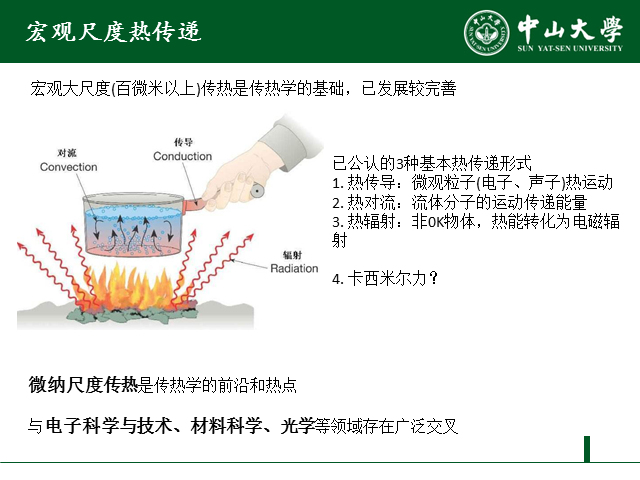 宏观尺度热传递
中山大学
SUN YAT-SEN UNIVERSITY
宏观大尺度(百微米以上)传热是传热学的基础，已发展较完善
对流
Convection
传导
Conduction
辐射
Radiation
已公认的3种基本热传递形式
1. 热传导：微观粒子(电子、声子)热运动
2. 热对流：流体分子的运动传递能量
3. 热辐射：非0K物体，热能转化为电磁辐
射
4. 卡西米尔力？
微纳尺度传热是传热学的前沿和热点
与电子科学与技术、材料科学、光学等领域存在广泛交叉